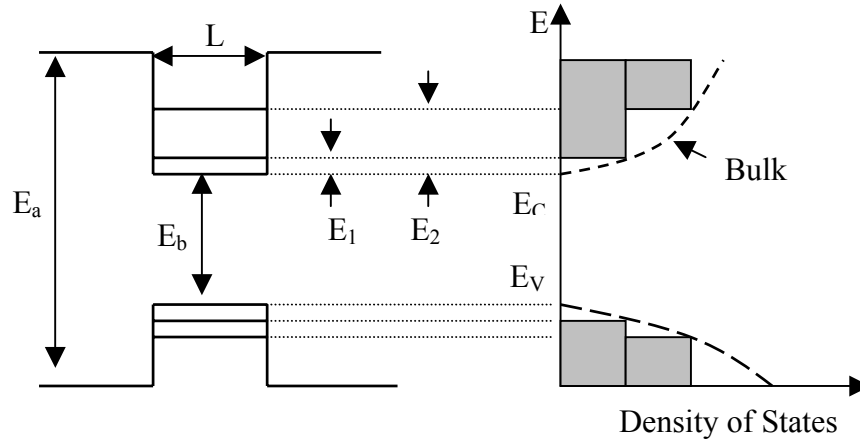 L
E
Bulk
E_a
E_b
E_1
E_2
E_C
E_V
Density of States